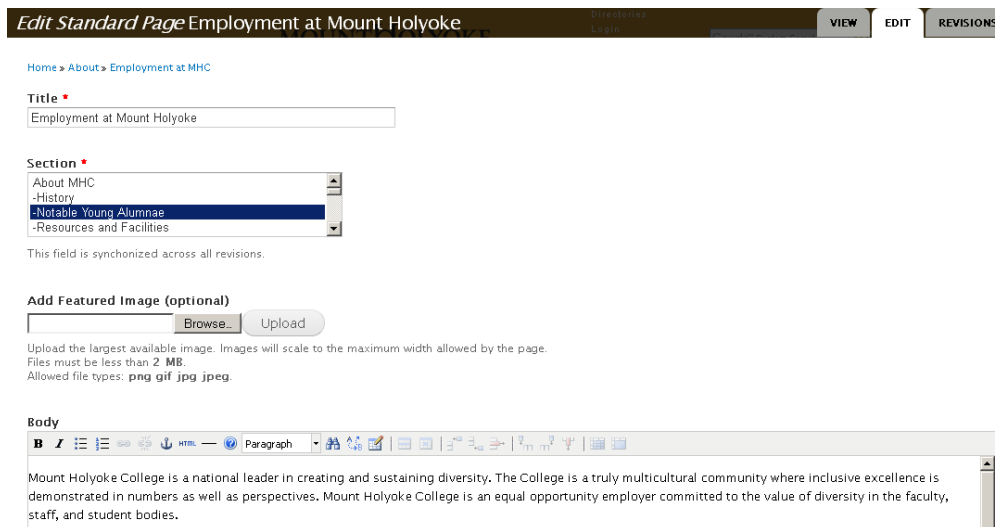 Edit Standard Page Employment at Mount Holyoke
Directories
Login
MOUNT HOLYOKE
VIEW
EDIT
REVISIONS
Home » About » Employment at MHC
Title *
Employment at Mount Holyoke
Section *
About MHC
-History
-Notable Young Alumnae
-Resources and Facilities
This field is synchonized across all revisions.
Add Featured Image (optional)
Browse...
Upload
Upload the largest available image. Images will scale to the maximum width allowed by the page.
Files must be less than 2 MB.
Allowed file types: png gif jpg jpeg.
Body
B I HTML Paragraph
Mount Holyoke College is a national leader in creating and sustaining diversity. The College is a truly multicultural community where inclusive excellence is
demonstrated in numbers as well as perspectives. Mount Holyoke College is an equal opportunity employer committed to the value of diversity in the faculty,
staff, and student bodies.